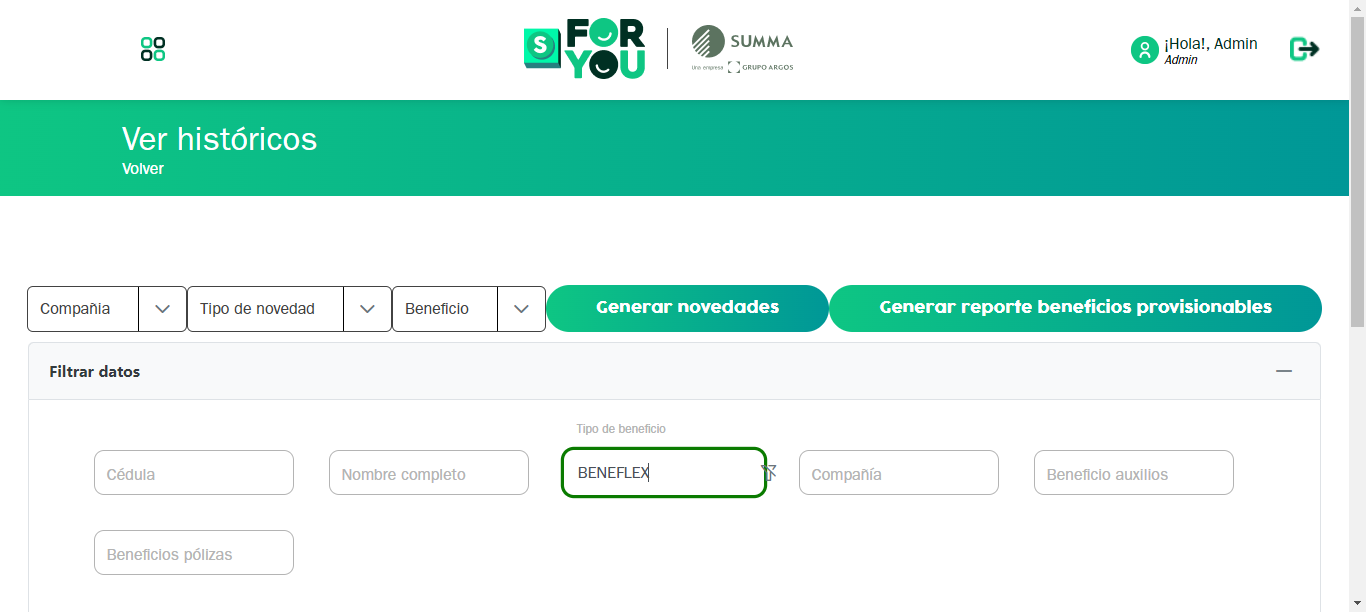 S FOR YOU
SUMMA
Una empresa GRUPO ARGOS
¡Hola!, Admin
Admin
Ver históricos
Volver
Compañia
Tipo de novedad
Beneficio
Generar novedades
Generar reporte beneficios provisionables
Filtrar datos
Tipo de beneficio
Cédula
Nombre completo
BENEFLEX
Compañía
Beneficio auxilios
Beneficios pólizas